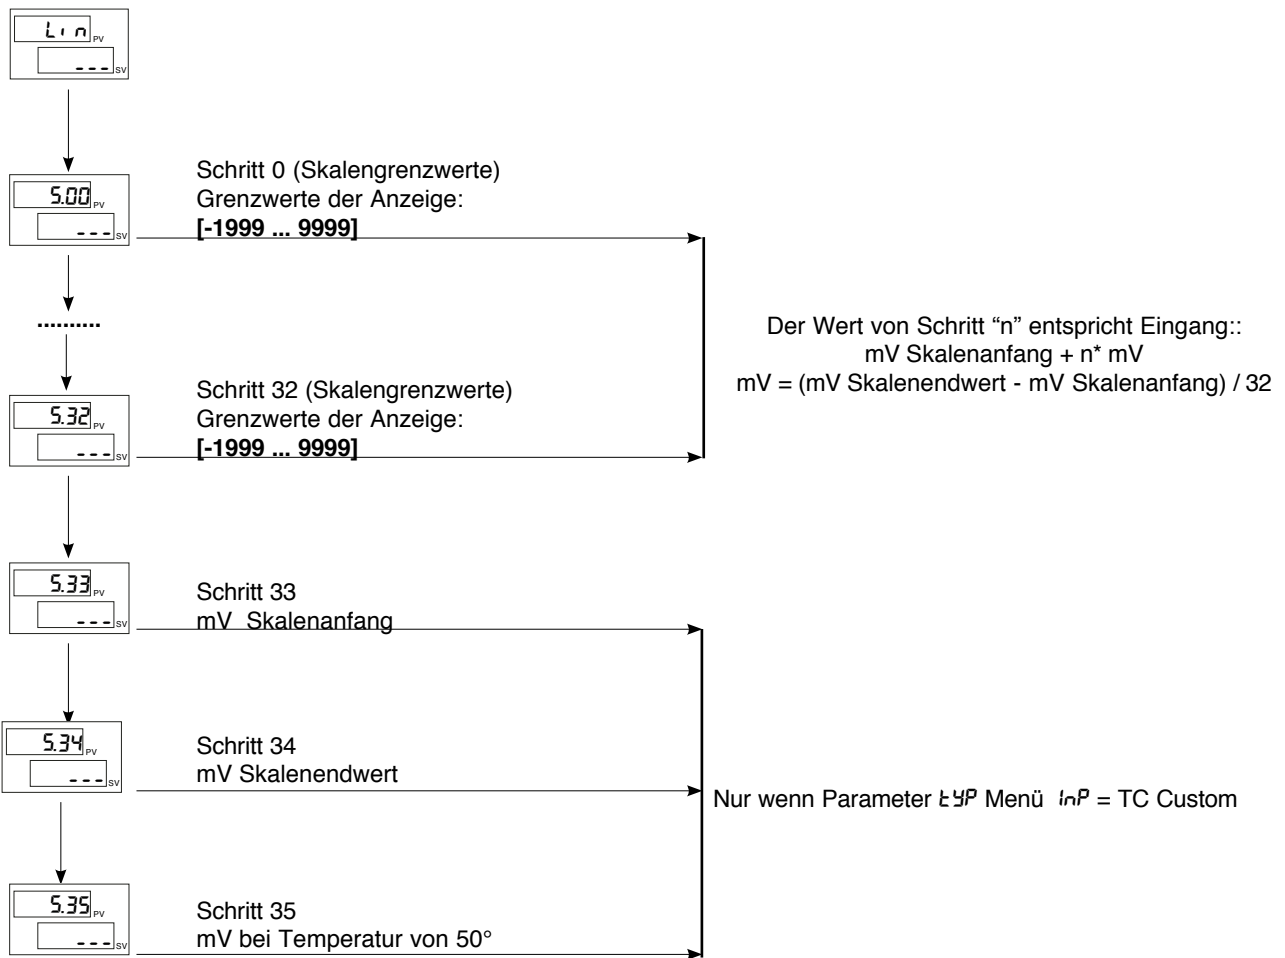 Lin PV
--- SV
5.00 PV
--- SV
Schritt 0 (Skalengrenzwerte)
Grenzwerte der Anzeige:
[-1999 ... 9999]
..........
Der Wert von Schritt “n” entspricht Eingang::
mV Skalenanfang + n* mV
mV = (mV Skalenendwert - mV Skalenanfang) / 32
5.32 PV
--- SV
Schritt 32 (Skalengrenzwerte)
Grenzwerte der Anzeige:
[-1999 ... 9999]
5.33 PV
--- SV
Schritt 33
mV Skalenanfang
5.34 PV
--- SV
Schritt 34
mV Skalenendwert
Nur wenn Parameter tYP Menü InP = TC Custom
5.35 PV
--- SV
Schritt 35
mV bei Temperatur von 50°